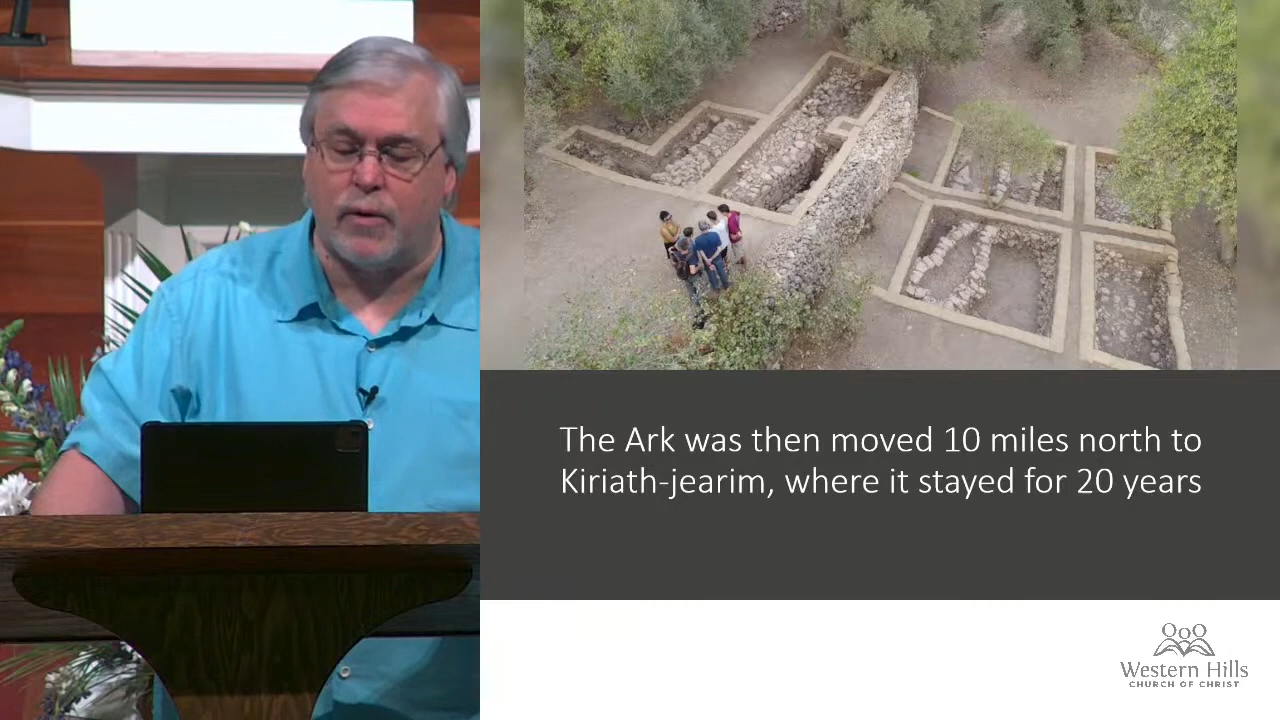 The Ark was then moved 10 miles north to
Kiriath-jearim, where it stayed for 20 years
Western Hills
CHURCH OF CHRIST